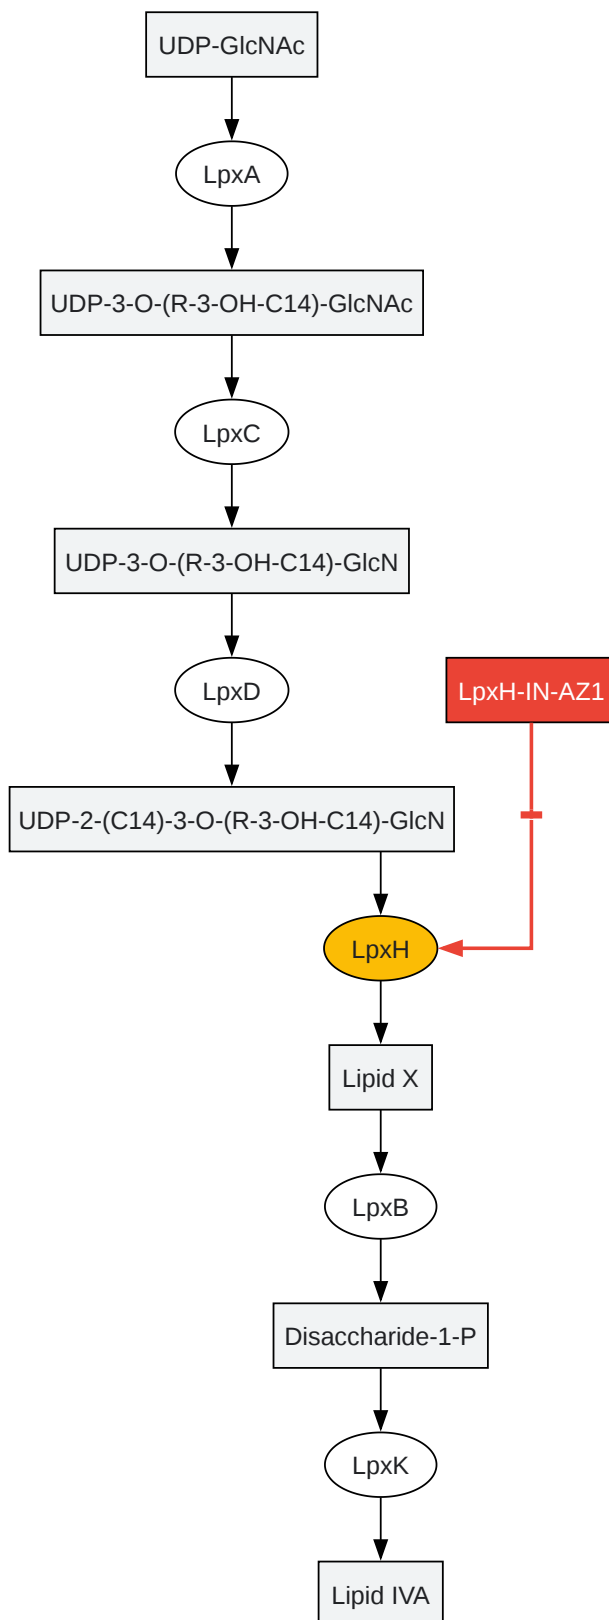 UDP-GlcNAc
LpxA
UDP-3-O-(R-3-OH-C14)-GlcNAc
LpxC
UDP-3-O-(R-3-OH-C14)-GlcN
LpxD
LpxH-IN-AZ1
UDP-2-(C14)-3-O-(R-3-OH-C14)-GlcN
LpxH
Lipid X
LpxB
Disaccharide-1-P
LpxK
Lipid IVA